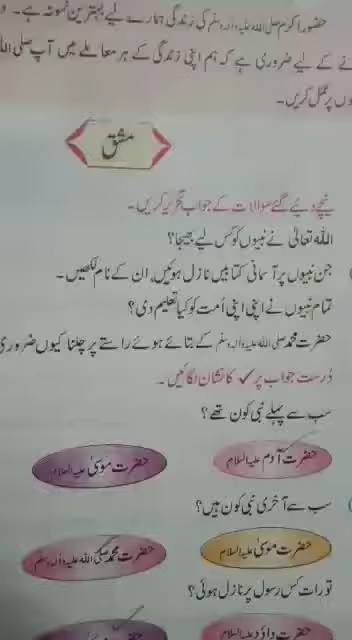 حضور اکرم صلی اللہ علیہ وآلہ وسلم کی زندگی ہمارے لیے بہترین نمونہ ہے۔
نے کے لیے ضروری ہے کہ ہم اپنی زندگی کے ہر معاملے میں آپ صلی اللہ
وں پر عمل کریں۔
مشق
نیچے دیئے گئے سوالات کے جواب تحریر کریں۔
اللہ تعالیٰ نے نبیوں کو کس لیے بھیجا؟
جن نبیوں پر آسمانی کتابیں نازل ہوئیں، ان کے نام لکھیں۔
تمام نبیوں نے اپنی اپنی اُمت کو کیا تعلیم دی؟
حضرت محمد صلی اللہ علیہ وآلہ وسلم کے بتائے ہوئے راستے پر چلنا کیوں ضروری
دُرست جواب پر ✓ کا نشان لگائیں۔
سب سے پہلے نبی کون تھے؟
حضرت آدم علیہ السلام حضرت موسیٰ علیہ السلام
سب سے آخری نبی کون ہیں؟
حضرت موسیٰ علیہ السلام حضرت محمد صلی اللہ علیہ وآلہ وسلم
تورات کس رسول پر نازل ہوئی؟
حضرت داؤد علیہ السلام